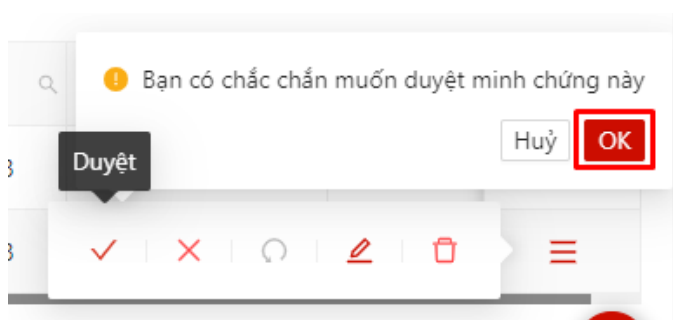 Bạn có chắc chắn muốn duyệt minh chứng này
Huỷ OK
Duyệt